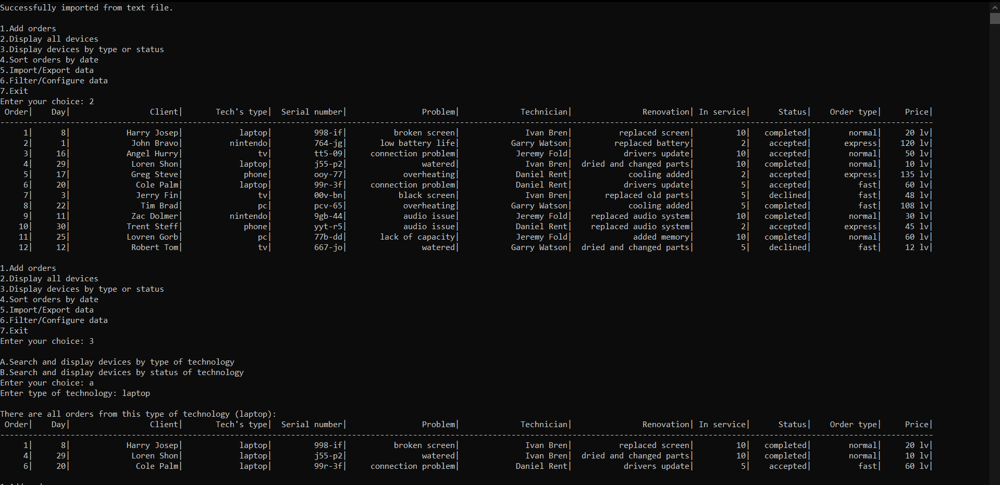 Successfully imported from text file.
1.Add orders
2.Display all devices
3.Display devices by type or status
4.Sort orders by date
5.Import/Export data
6.Filter/Configure data
7.Exit
Enter your choice: 2
Order| Day| Client| Tech's type| Serial number| Problem| Technician| Renovation| In service| Status| Order type| Price|
1| 8| Harry Josep| laptop| 998-if| broken screen| Ivan Bren| replaced screen| 10| completed| normal| 20 lv|
2| 1| John Bravo| nintendo| 764-jg| low battery life| Garry Watson| replaced battery| 2| accepted| express| 120 lv|
3| 16| Angel Hurry| tv| tt5-09| connection problem| Jeremy Fold| drivers update| 10| accepted| normal| 50 lv|
4| 29| Loren Shon| laptop| j55-p2| watered| Ivan Bren| dried and changed parts| 10| completed| normal| 10 lv|
5| 17| Greg Steve| phone| ooy-77| overheating| Daniel Rent| cooling added| 2| accepted| express| 135 lv|
6| 20| Cole Palm| laptop| 99r-3f| connection problem| Daniel Rent| drivers update| 5| accepted| fast| 60 lv|
7| 3| Jerry Fin| tv| 00v-bn| black screen| Ivan Bren| replaced old parts| 5| declined| fast| 48 lv|
8| 22| Tim Brad| pc| pcv-65| overheating| Garry Watson| cooling added| 5| completed| fast| 108 lv|
9| 11| Zac Dolmer| nintendo| 9gb-44| audio issue| Jeremy Fold| replaced audio system| 10| completed| normal| 30 lv|
10| 30| Trent Steff| phone| yyt-r5| audio issue| Daniel Rent| replaced audio system| 2| accepted| express| 45 lv|
11| 25| Lovren Gorb| pc| 77b-dd| lack of capacity| Jeremy Fold| added memory| 10| completed| normal| 60 lv|
12| 12| Robert Tom| tv| 667-jo| watered| Garry Watson| dried and changed parts| 5| declined| fast| 12 lv|
1.Add orders
2.Display all devices
3.Display devices by type or status
4.Sort orders by date
5.Import/Export data
6.Filter/Configure data
7.Exit
Enter your choice: 3
A.Search and display devices by type of technology
B.Search and display devices by status of technology
Enter your choice: a
Enter type of technology: laptop
There are all orders from this type of technology (laptop):
Order| Day| Client| Tech's type| Serial number| Problem| Technician| Renovation| In service| Status| Order type| Price|
1| 8| Harry Josep| laptop| 998-if| broken screen| Ivan Bren| replaced screen| 10| completed| normal| 20 lv|
4| 29| Loren Shon| laptop| j55-p2| watered| Ivan Bren| dried and changed parts| 10| completed| normal| 10 lv|
6| 20| Cole Palm| laptop| 99r-3f| connection problem| Daniel Rent| drivers update| 5| accepted| fast| 60 lv|